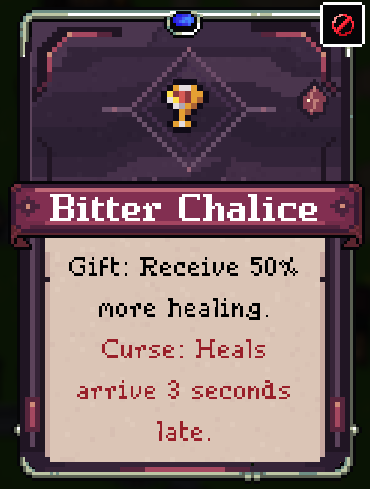 Bitter Chalice
Gift: Receive 50%
more healing.
Curse: Heals
arrive 3 seconds
late.